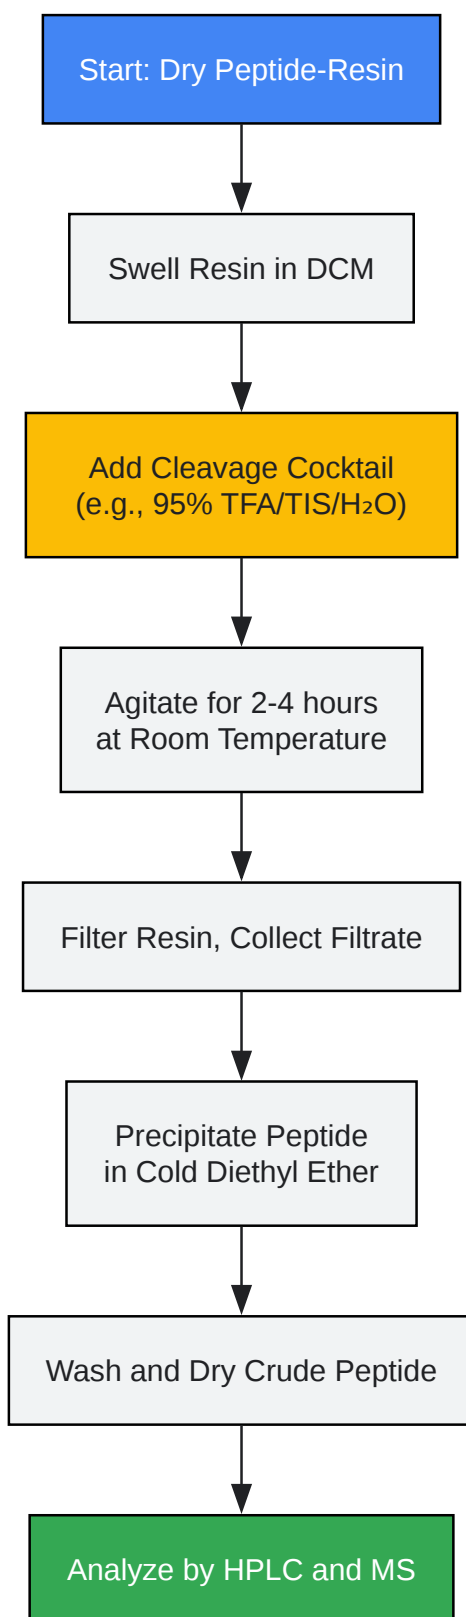 Start: Dry Peptide-Resin
Swell Resin in DCM
Add Cleavage Cocktail
(e.g., 95% TFA/TIS/H₂O)
Agitate for 2-4 hours
at Room Temperature
Filter Resin, Collect Filtrate
Precipitate Peptide
in Cold Diethyl Ether
Wash and Dry Crude Peptide
Analyze by HPLC and MS